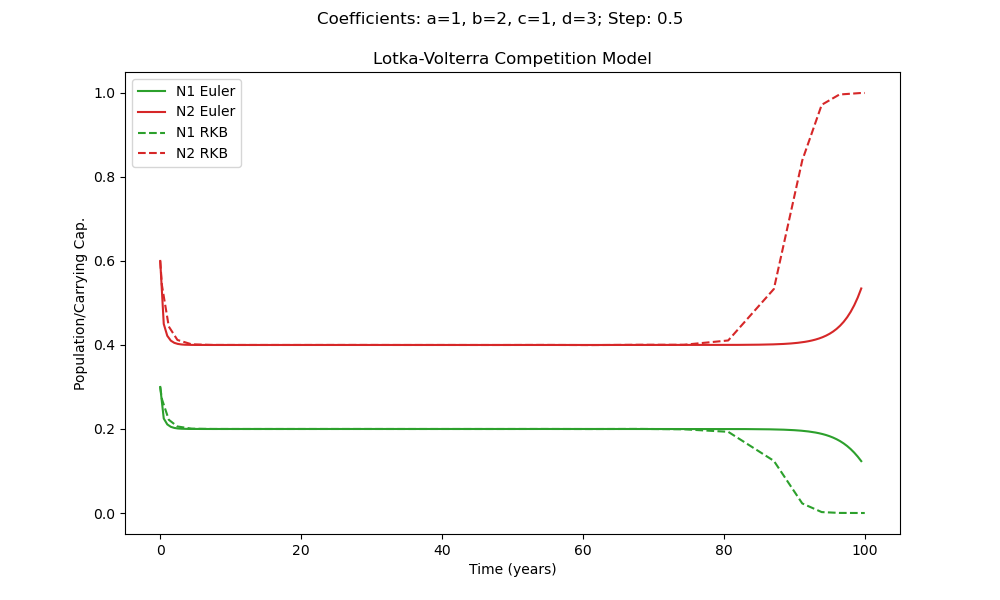 Coefficients: a=1, b=2, c=1, d=3; Step: 0.5
Lotka-Volterra Competition Model
N1 Euler
N2 Euler
N1 RKB
N2 RKB
Population/Carrying Cap.
1.0
0.8
0.6
0.4
0.2
0.0
0 20 40 60 80 100
Time (years)